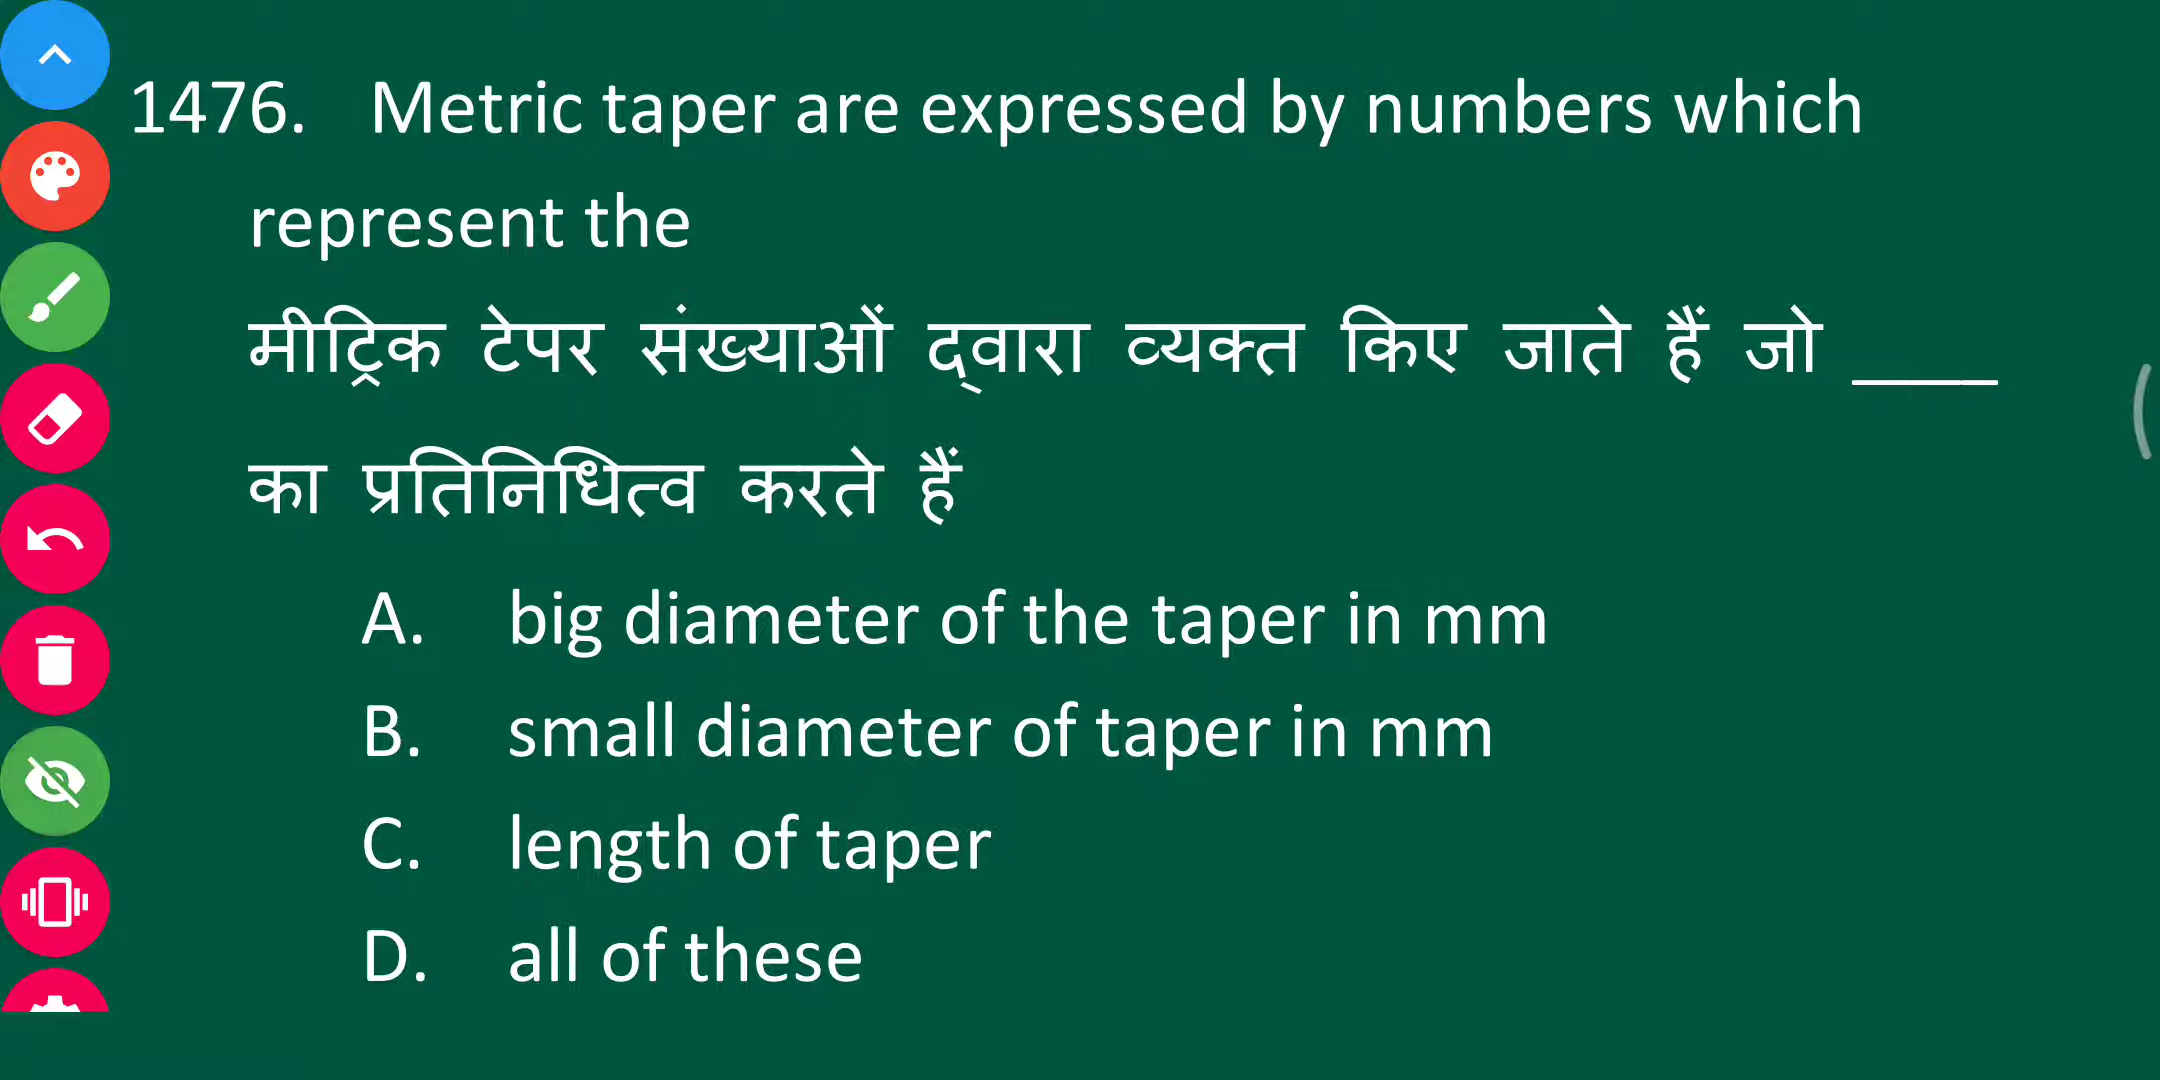 1476. Metric taper are expressed by numbers which
represent the
मीट्रिक टेपर संख्याओं द्वारा व्यक्त किए जाते हैं जो ____
का प्रतिनिधित्व करते हैं
A. big diameter of the taper in mm
B. small diameter of taper in mm
C. length of taper
D. all of these